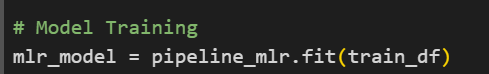 # Model Training
mlr_model = pipeline_mlr.fit(train_df)